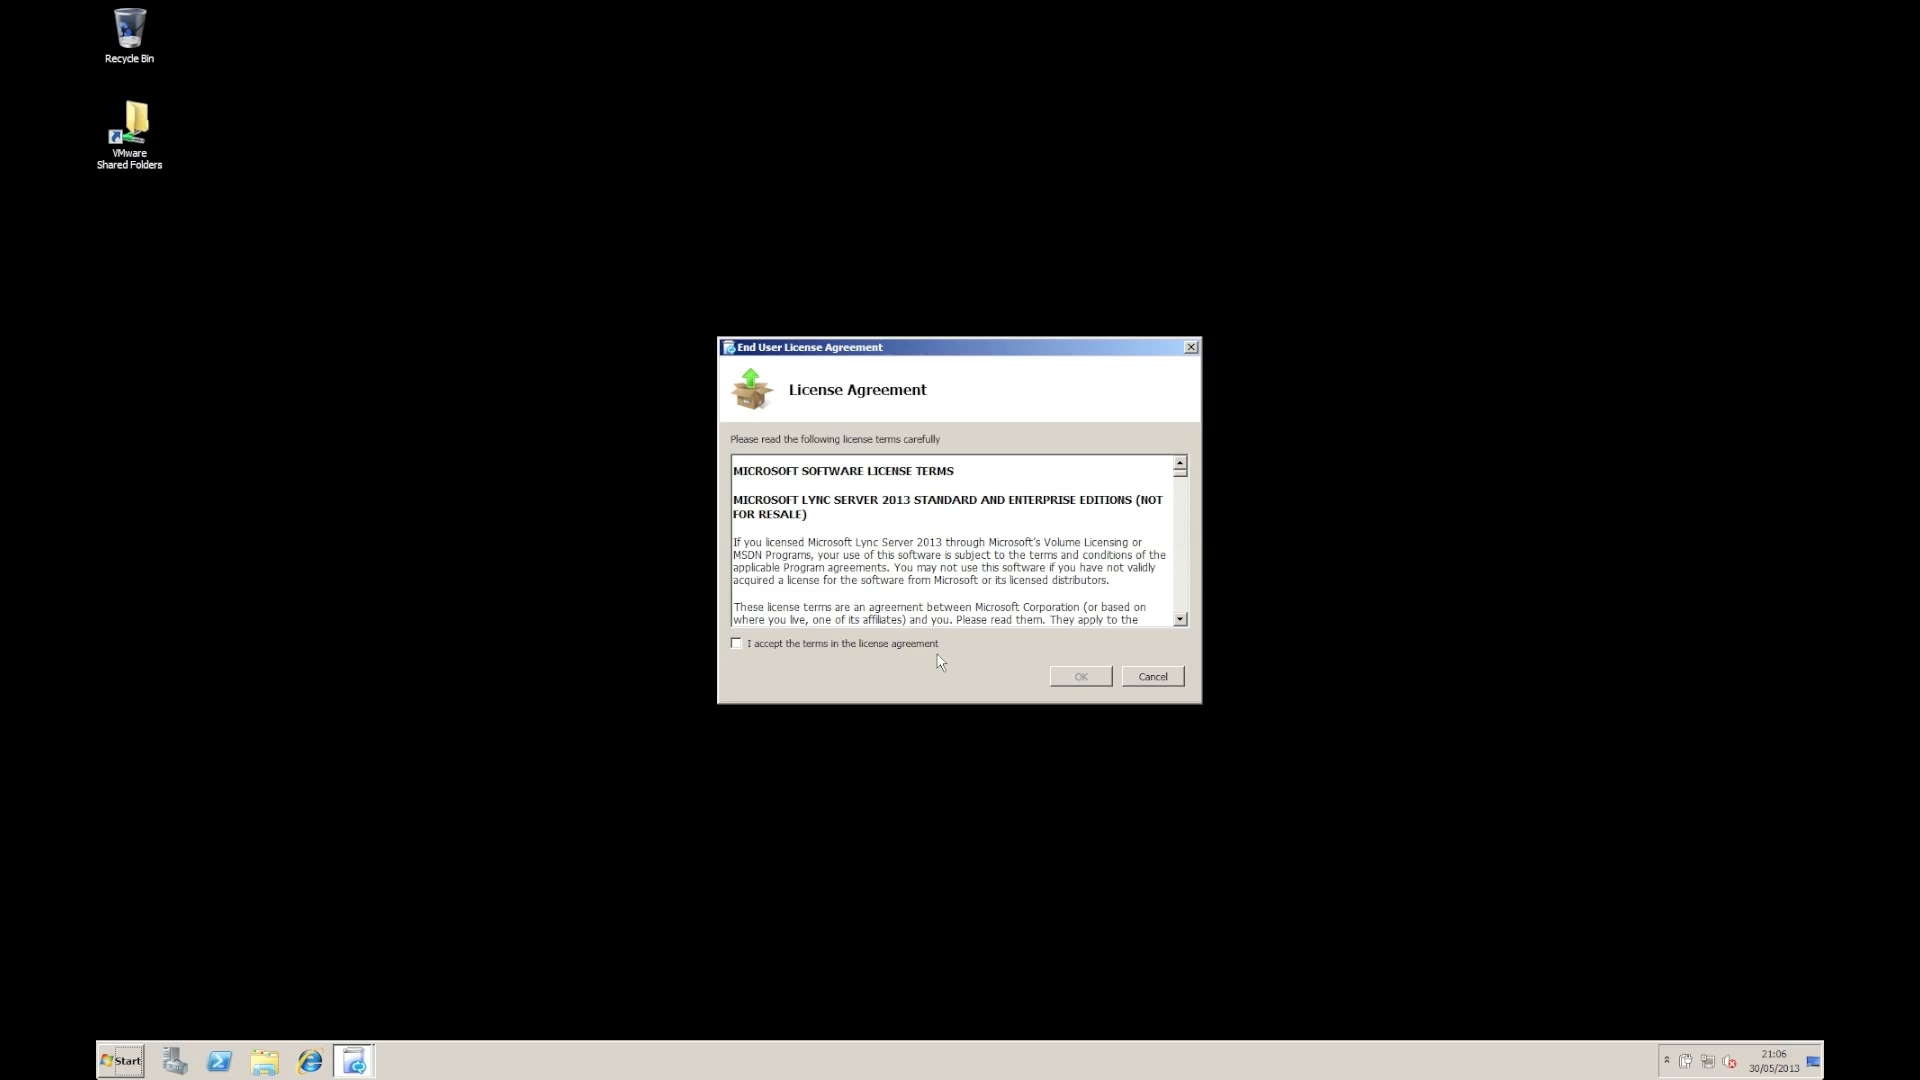 Recycle Bin
VMware
Shared Folders
End User License Agreement
License Agreement
Please read the following license terms carefully
MICROSOFT SOFTWARE LICENSE TERMS
MICROSOFT LYNC SERVER 2013 STANDARD AND ENTERPRISE EDITIONS (NOT
FOR RESALE)
If you licensed Microsoft Lync Server 2013 through Microsoft's Volume Licensing or
MSDN Programs, your use of this software is subject to the terms and conditions of the
applicable Program agreements. You may not use this software if you have not validly
acquired a license for the software from Microsoft or its licensed distributors.
These license terms are an agreement between Microsoft Corporation (or based on
where you live, one of its affiliates) and you. Please read them. They apply to the
I accept the terms in the license agreement
OK
Cancel
Start
21:06
30/05/2013